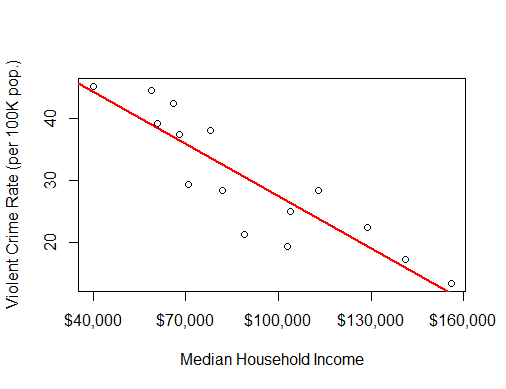 Violent Crime Rate (per 100K pop.)
40
30
20
$40,000 $70,000 $100,000 $130,000 $160,000
Median Household Income